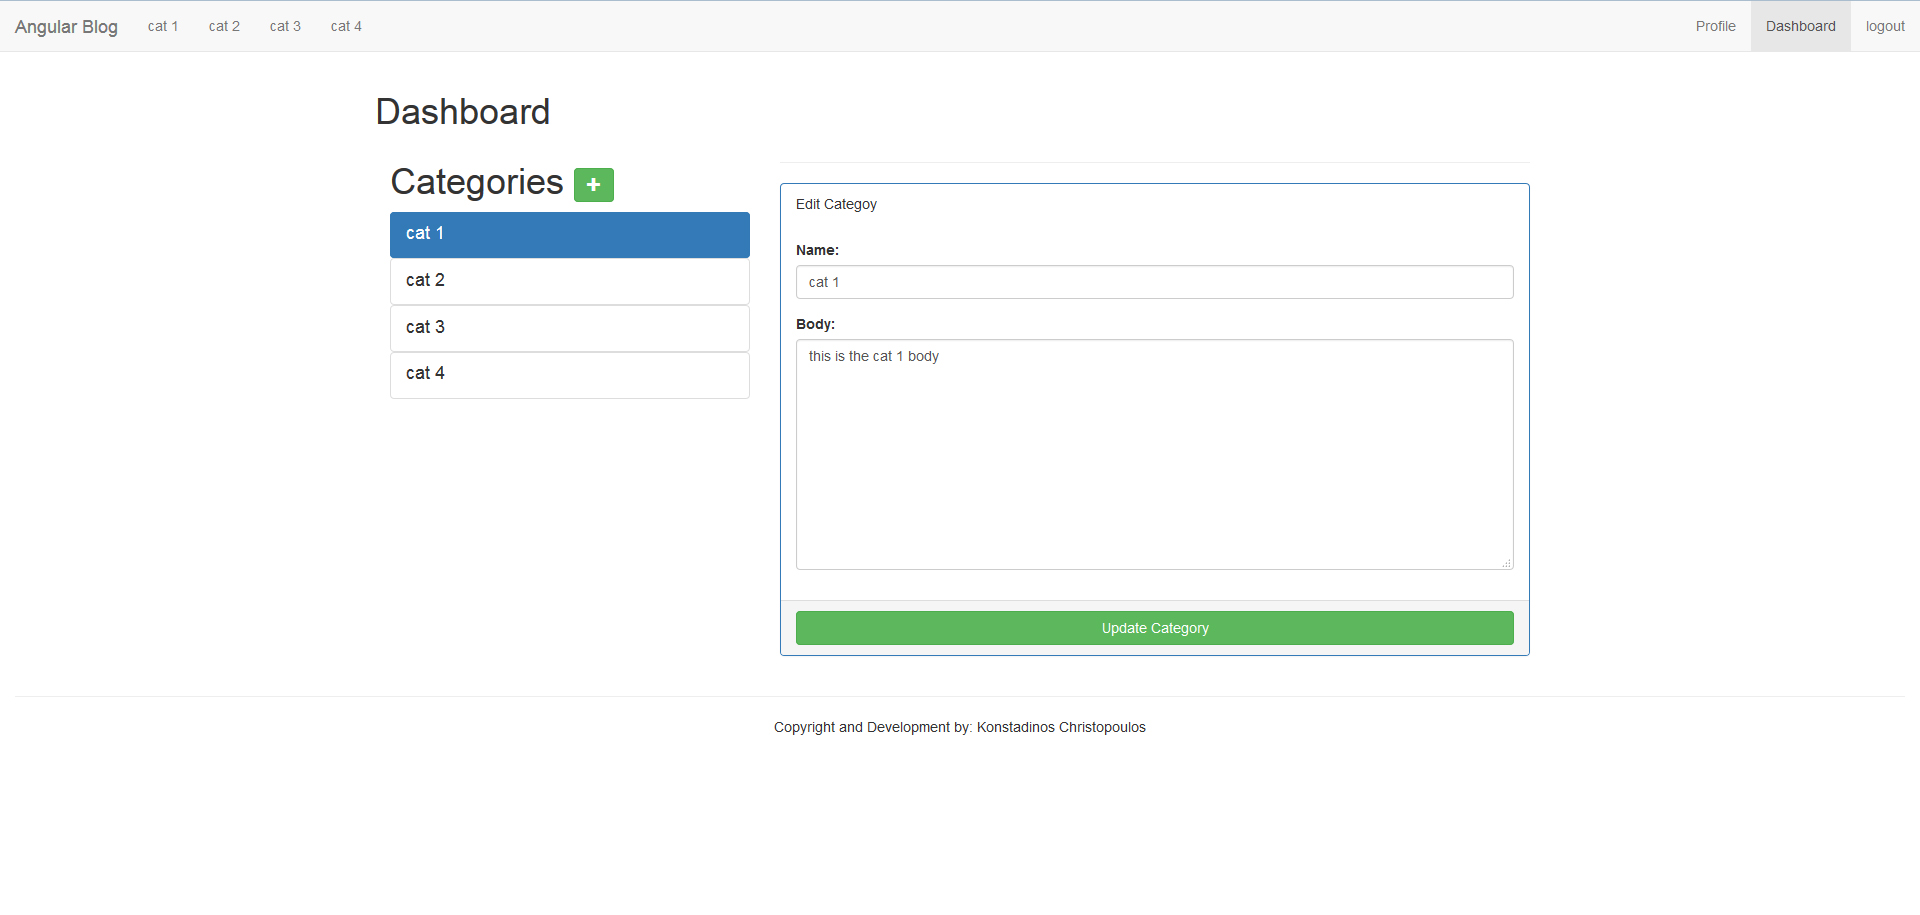 Angular Blog cat 1 cat 2 cat 3 cat 4 Profile Dashboard logout
Dashboard
Categories +
cat 1
cat 2
cat 3
cat 4
Edit Categoy
Name:
cat 1
Body:
this is the cat 1 body
Update Category
Copyright and Development by: Konstadinos Christopoulos